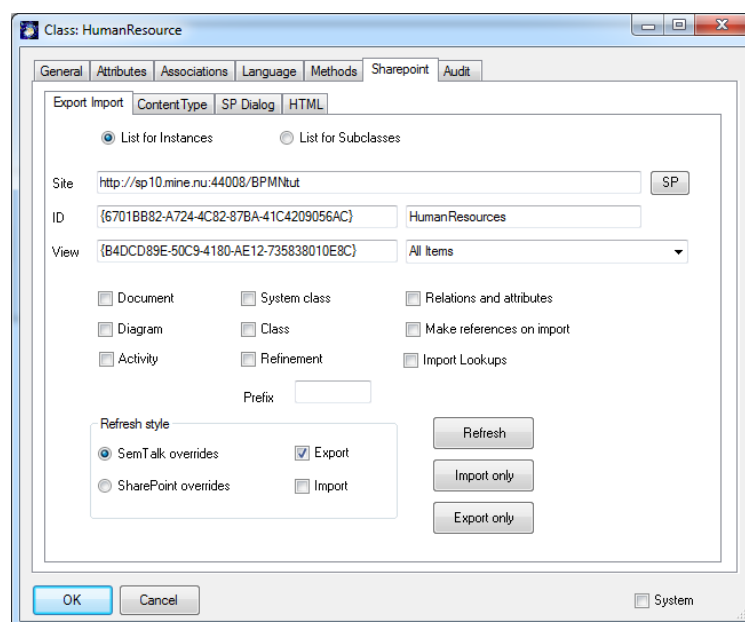 Class: HumanResource
General Attributes Associations Language Methods Sharepoint Audit
Export Import ContentType SP Dialog HTML
List for Instances List for Subclasses
Site http://sp10.mine.nu:44008/BPMNtut SP
ID {6701BB82-A724-4C82-87BA-41C4209056AC} HumanResources
View {B4DCD89E-50C9-4180-AE12-735838010E8C} All Items
Document System class Relations and attributes
Diagram Class Make references on import
Activity Refinement Import Lookups
Prefix
Refresh style
Refresh
SemTalk overrides Export
Import only
SharePoint overrides Import
Export only
OK Cancel System